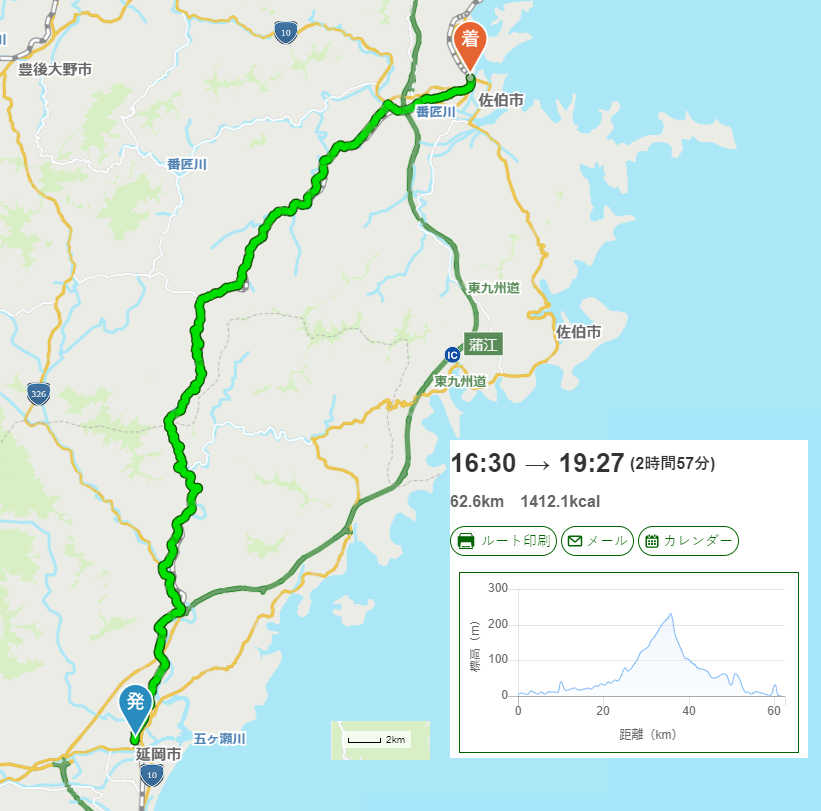 10
川
豊後大野市
着
佐伯市
番匠川
番匠川
東九州道
佐伯市
蒲江
IC
東九州道
326
16:30 → 19:27 (2時間57分)
62.6km 1412.1kcal
ルート印刷 メール カレンダー
300
200
100
0
標高（m）
0 20 40 60
距離（km）
発
延岡市
五ヶ瀬川
10
2km